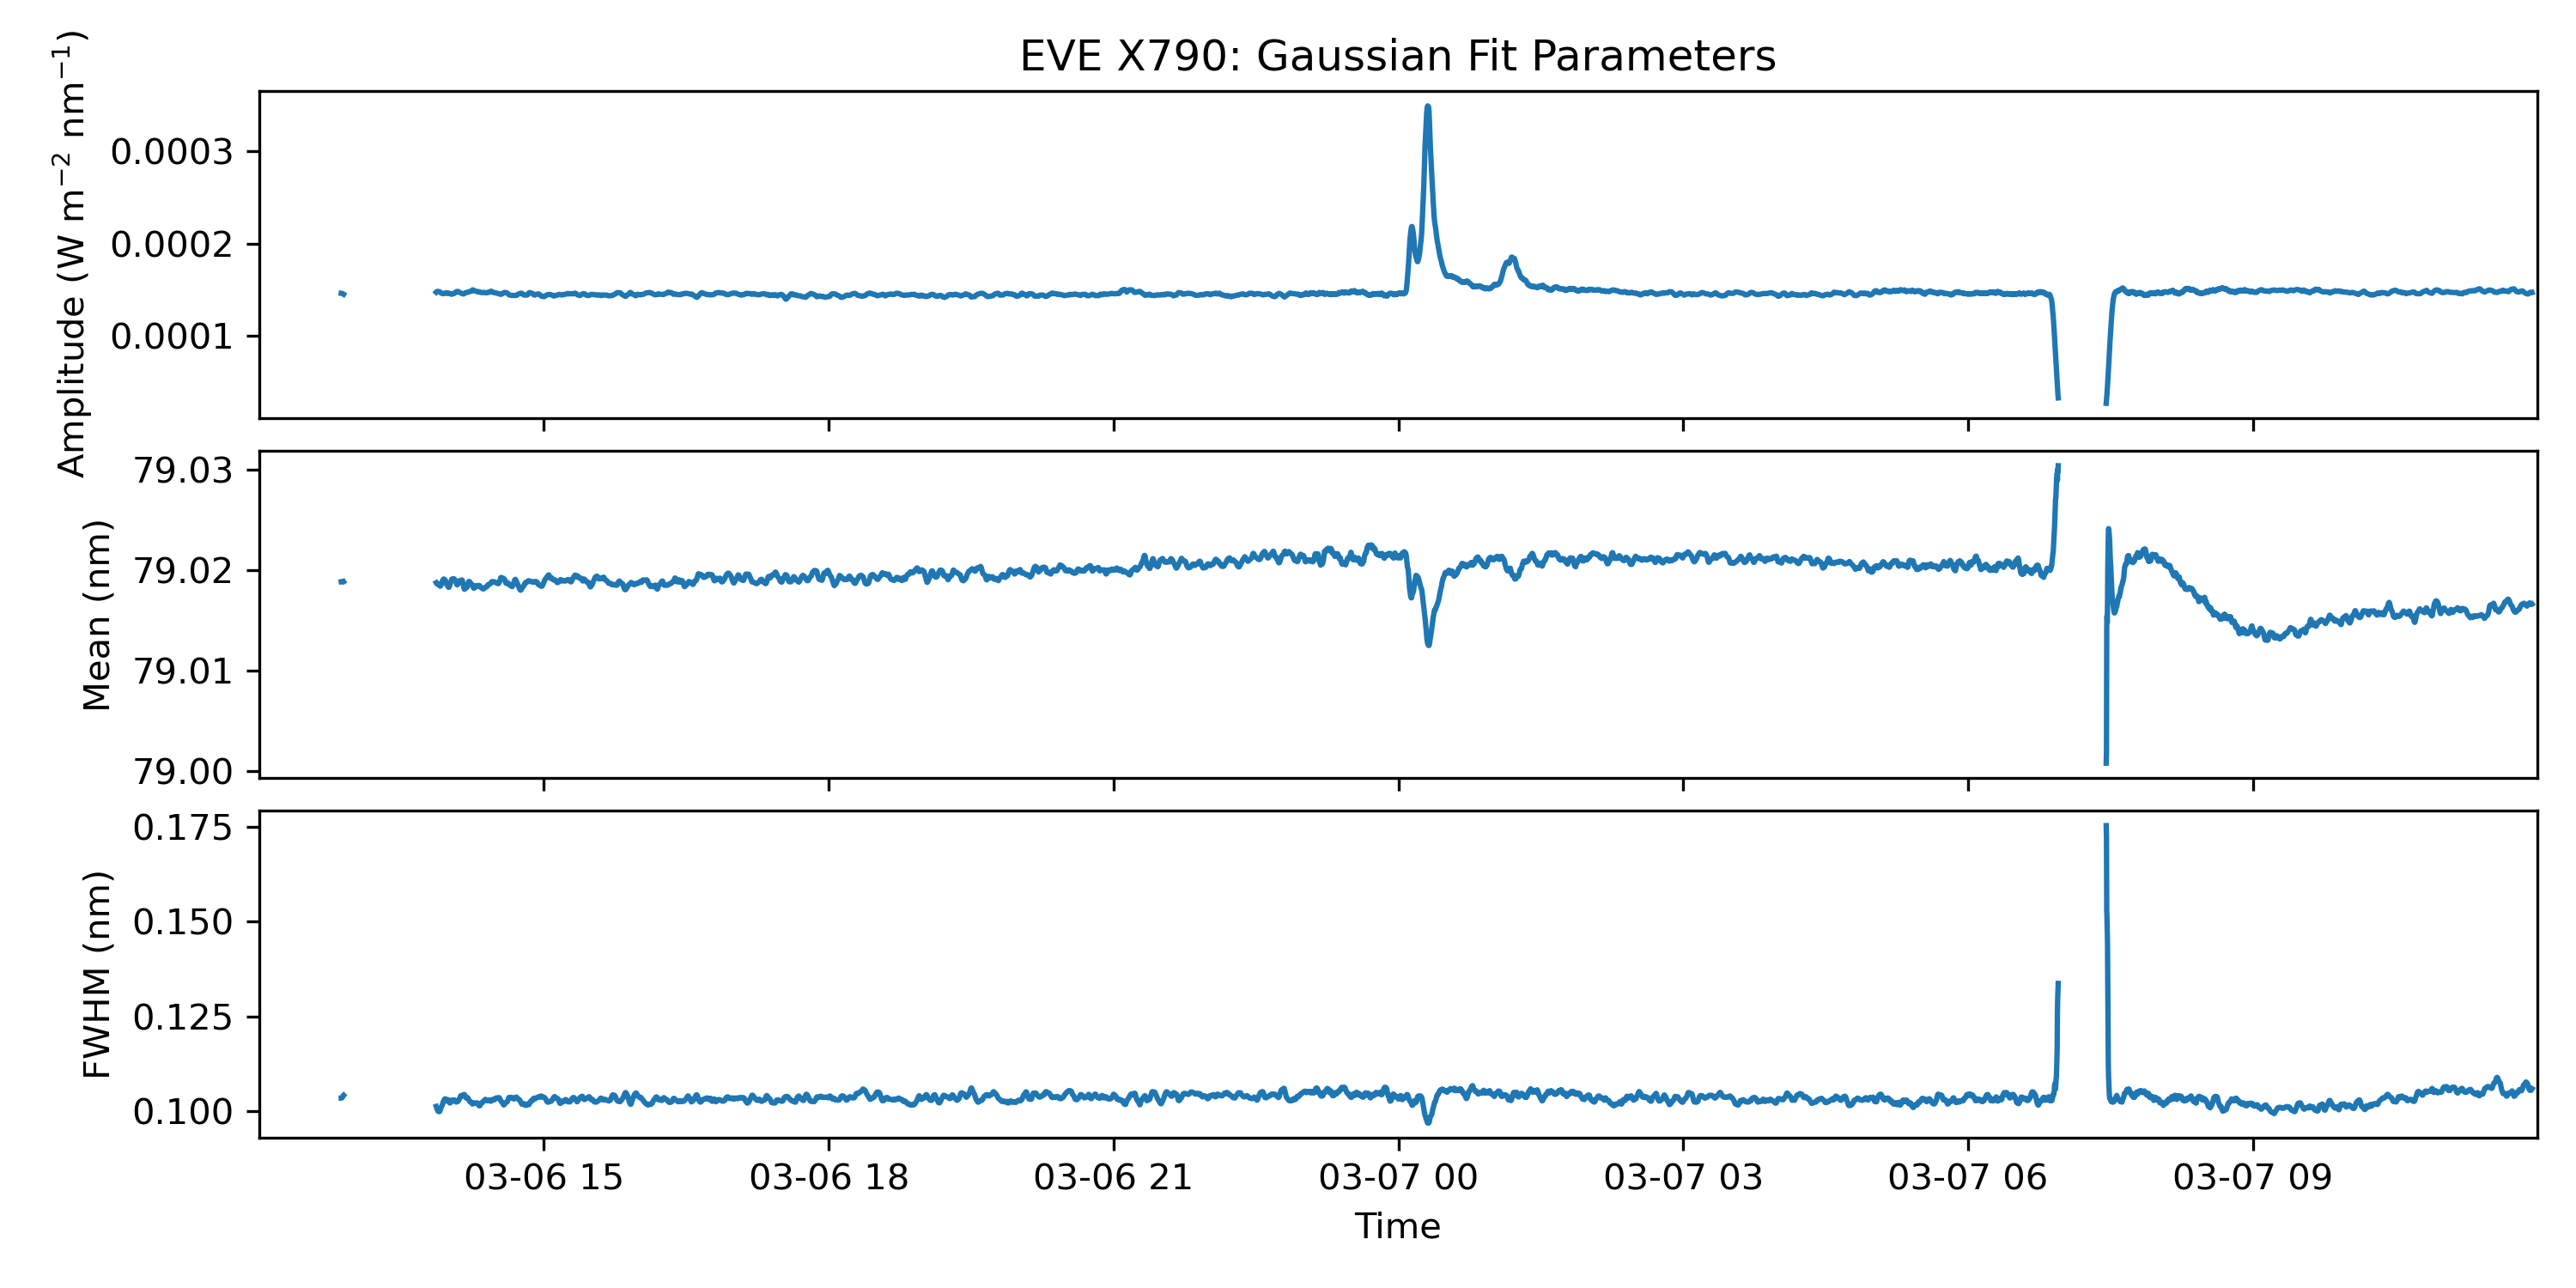 EVE X790: Gaussian Fit Parameters
Amplitude (W m⁻² nm⁻¹)
0.0003
0.0002
0.0001
Mean (nm)
79.03
79.02
79.01
79.00
FWHM (nm)
0.175
0.150
0.125
0.100
03-06 15 03-06 18 03-06 21 03-07 00 03-07 03 03-07 06 03-07 09
Time